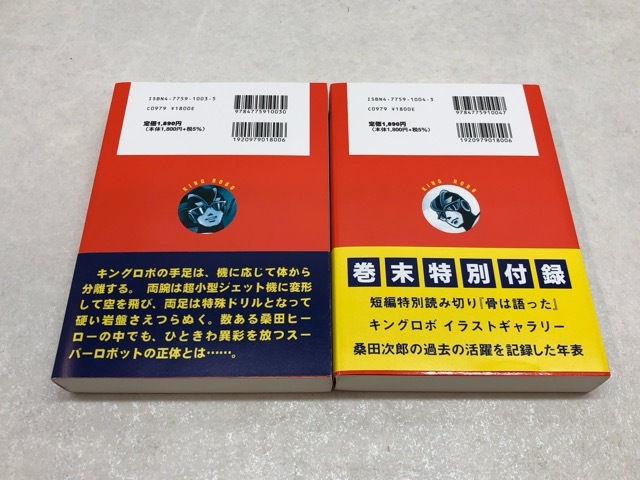 ISBN4-7759-1003-5
C0979 ¥1800E
9784775910030
定価1,890円
(本体1,800円+税5%)
1920979018006
KING ROBO
キングロボの手足は、機に応じて体から
分離する。 両腕は超小型ジェット機に変形
して空を飛び、両足は特殊ドリルとなって
硬い岩盤さえつらぬく。数ある桑田ヒー
ローの中でも、ひときわ異彩を放つスー
パーロボットの正体とは……。
ISBN4-7759-1004-3
C0979 ¥1800E
9784775910047
定価1,890円
(本体1,800円+税5%)
1920979018006
KING ROBO
巻末特別付録
短編特別読み切り『骨は語った』
キングロボ イラストギャラリー
桑田次郎の過去の活躍を記録した年表